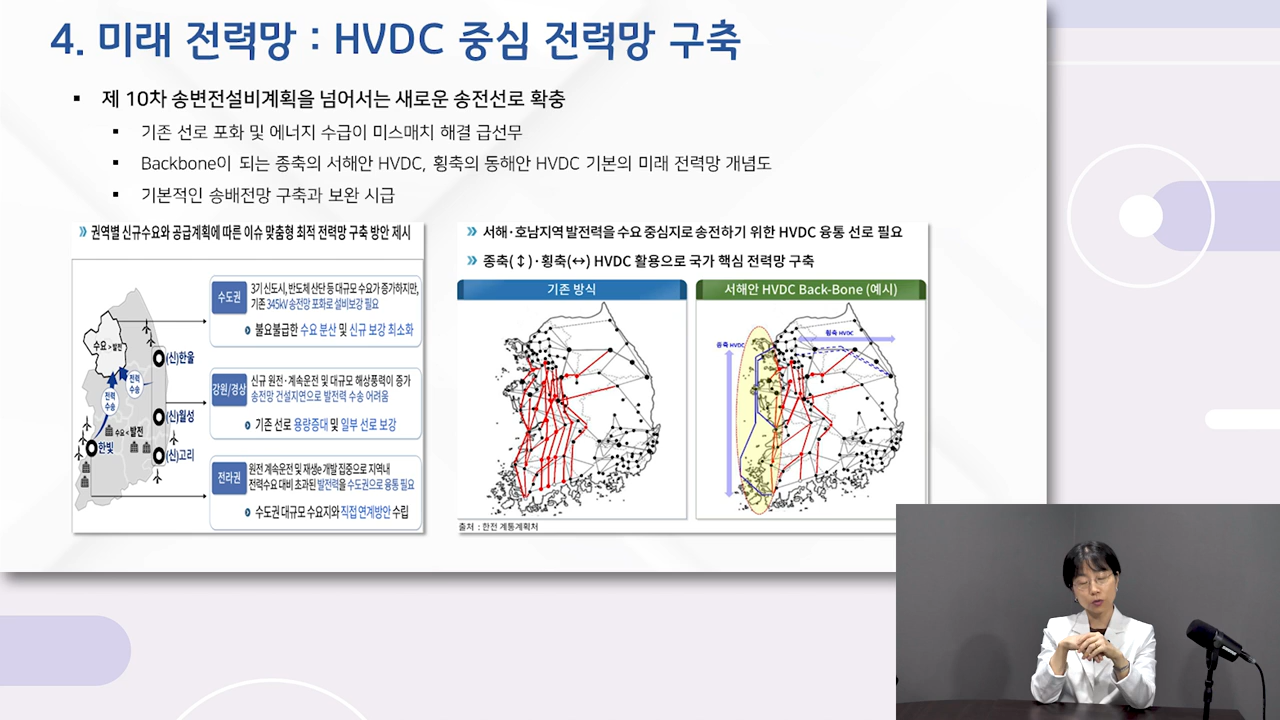 4. 미래 전력망 : HVDC 중심 전력망 구축
▪ 제 10차 송변전설비계획을 넘어서는 새로운 송전선로 확충
▪ 기존 선로 포화 및 에너지 수급이 미스매치 해결 급선무
▪ Backbone이 되는 종축의 서해안 HVDC, 횡축의 동해안 HVDC 기본의 미래 전력망 개념도
▪ 기본적인 송배전망 구축과 보완 시급
» 권역별 신규수요와 공급계획에 따른 이슈 맞춤형 최적 전력망 구축 방안 제시
수도권
3기 신도시, 반도체 산단 등 대규모 수요가 증가하지만,
기존 345kV 송전망 포화로 설비보강 필요
불요불급한 수요 분산 및 신규 보강 최소화
강원/경상
신규 원전·계속운전 및 대규모 해상풍력이 증가
송전망 건설지연으로 발전력 수송 어려움
기존 선로 용량증대 및 일부 선로 보강
전라권
원전 계속운전 및 재생e 개발 집중으로 지역내
전력수요 대비 초과된 발전력을 수도권으로 융통 필요
수도권 대규모 수요지와 직접 연계방안 수립
수요 > 발전
(신)한울
전력
수송
전력
수송
(신)월성
수요 < 발전
한빛
(신)고리
» 서해·호남지역 발전력을 수요 중심지로 송전하기 위한 HVDC 융통 선로 필요
» 종축(↕)·횡축(↔) HVDC 활용으로 국가 핵심 전력망 구축
기존 방식
서해안 HVDC Back-Bone (예시)
횡축 HVDC
종축 HVDC
출처 : 한전 계통계획처